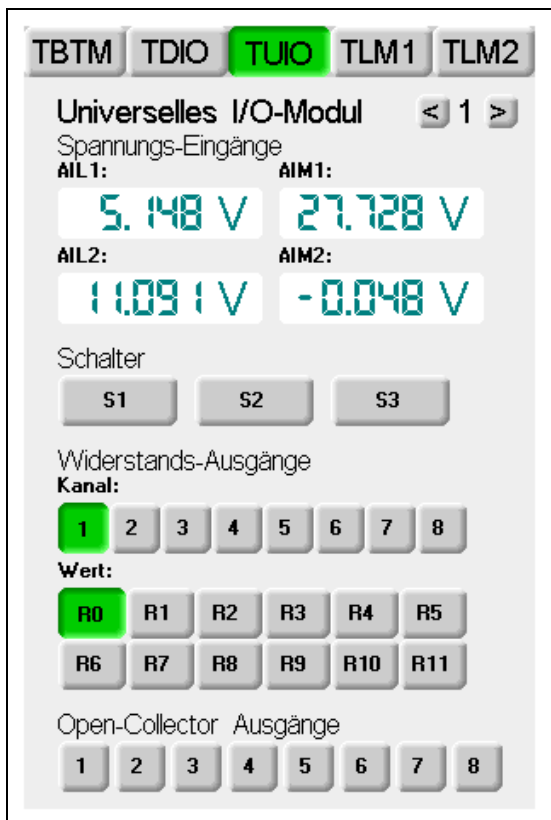 TBTM TDIO TUIO TLM1 TLM2
Universelles I/O-Modul < 1 >
Spannungs-Eingänge
AIL1: AIM1:
5.148 V 27.728 V
AIL2: AIM2:
11.091 V -0.048 V
Schalter
S1 S2 S3
Widerstands-Ausgänge
Kanal:
1 2 3 4 5 6 7 8
Wert:
R0 R1 R2 R3 R4 R5
R6 R7 R8 R9 R10 R11
Open-Collector Ausgänge
1 2 3 4 5 6 7 8